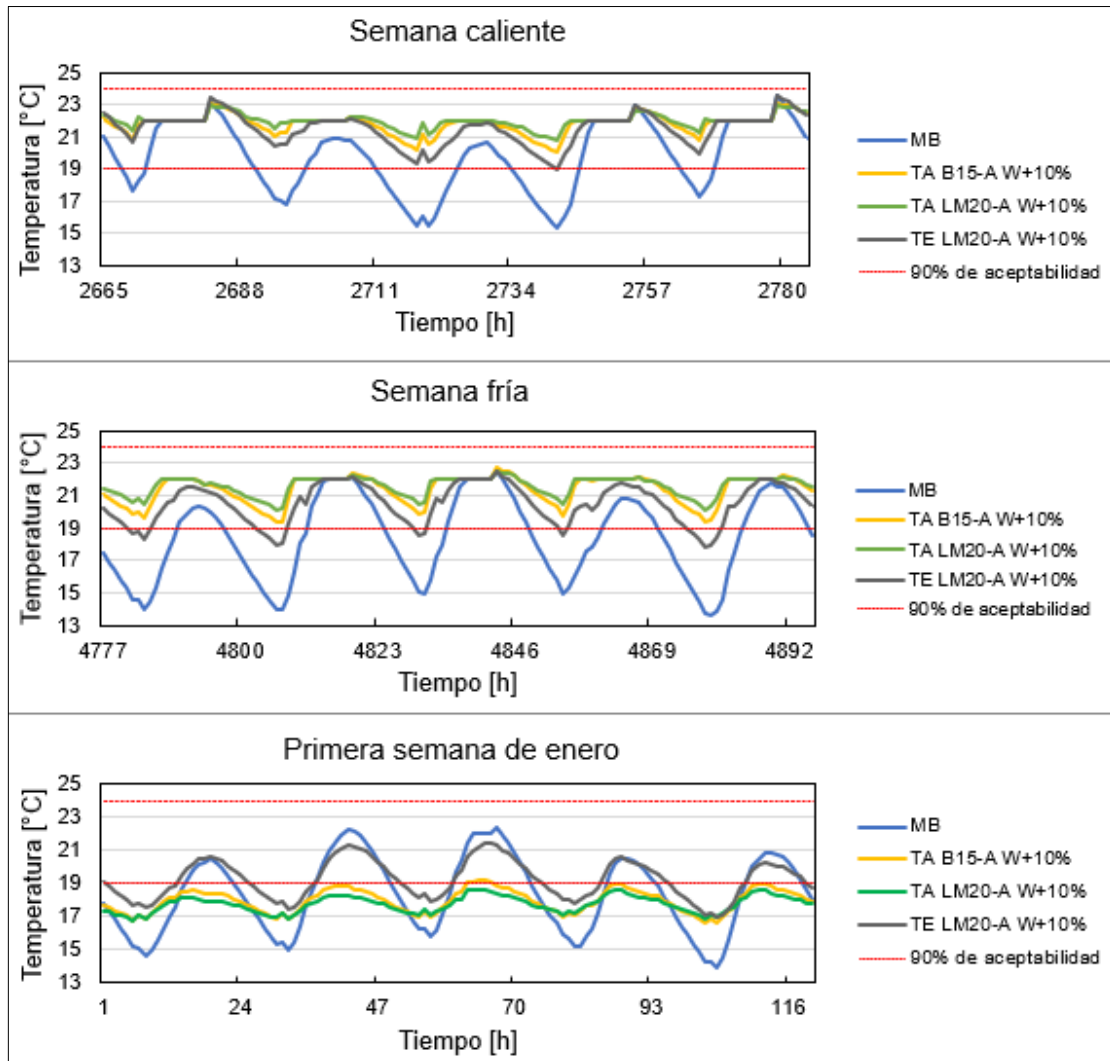 Semana caliente
25
23
21
19
17
15
13
Temperatura [°C]
2665 2688 2711 2734 2757 2780
Tiempo [h]
MB
TA B15-A W+10%
TA LM20-A W+10%
TE LM20-A W+10%
90% de aceptabilidad
Semana fría
25
23
21
19
17
15
13
Temperatura [°C]
4777 4800 4823 4846 4869 4892
Tiempo [h]
MB
TA B15-A W+10%
TA LM20-A W+10%
TE LM20-A W+10%
90% de aceptabilidad
Primera semana de enero
25
23
21
19
17
15
13
Temperatura [°C]
1 24 47 70 93 116
Tiempo [h]
MB
TA B15-A W+10%
TA LM20-A W+10%
TE LM20-A W+10%
90% de aceptabilidad